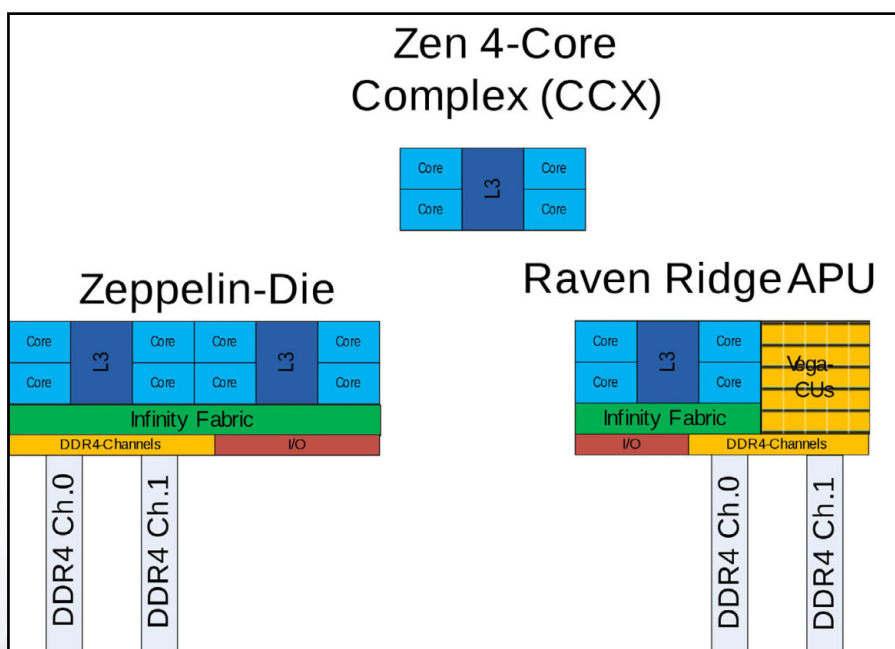 Zen 4-Core
Complex (CCX)
Core L3 Core
Core Core
Zeppelin-Die
Core L3 Core Core L3 Core
Core Core Core Core
Infinity Fabric
DDR4-Channels I/O
DDR4 Ch.0
DDR4 Ch.1
Raven Ridge APU
Core L3 Core
Core Core
Vega-
CUs
Infinity Fabric
I/O DDR4-Channels
DDR4 Ch.0
DDR4 Ch.1